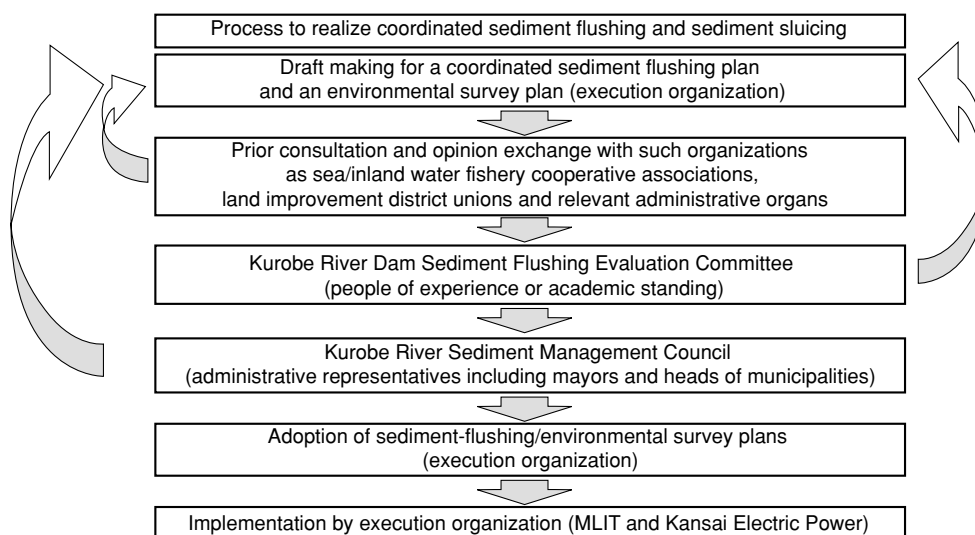 Process to realize coordinated sediment flushing and sediment sluicing
Draft making for a coordinated sediment flushing plan
and an environmental survey plan (execution organization)
Prior consultation and opinion exchange with such organizations
as sea/inland water fishery cooperative associations,
land improvement district unions and relevant administrative organs
Kurobe River Dam Sediment Flushing Evaluation Committee
(people of experience or academic standing)
Kurobe River Sediment Management Council
(administrative representatives including mayors and heads of municipalities)
Adoption of sediment-flushing/environmental survey plans
(execution organization)
Implementation by execution organization (MLIT and Kansai Electric Power)